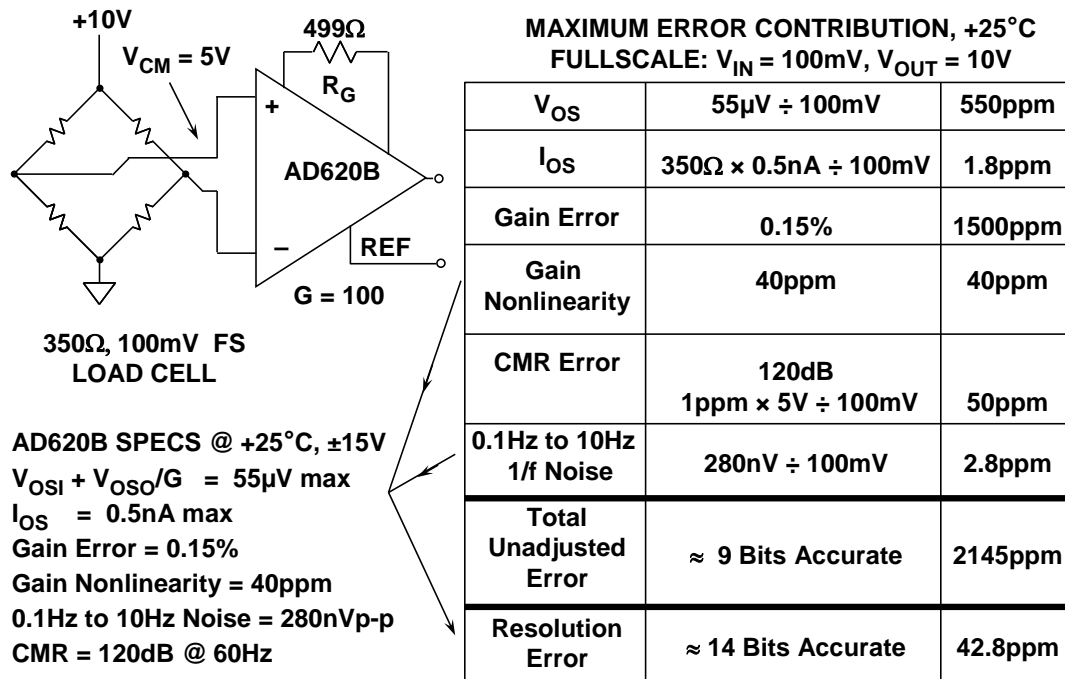 +10V
V_CM = 5V
499Ω
R_G
+
AD620B
−
REF
G = 100
350Ω, 100mV FS
LOAD CELL
AD620B SPECS @ +25°C, ±15V
V_OSI + V_OSO/G = 55µV max
I_OS = 0.5nA max
Gain Error = 0.15%
Gain Nonlinearity = 40ppm
0.1Hz to 10Hz Noise = 280nVp-p
CMR = 120dB @ 60Hz
MAXIMUM ERROR CONTRIBUTION, +25°C
FULLSCALE: V_IN = 100mV, V_OUT = 10V
V_OS 55µV ÷ 100mV 550ppm
I_OS 350Ω × 0.5nA ÷ 100mV 1.8ppm
Gain Error 0.15% 1500ppm
Gain
Nonlinearity 40ppm 40ppm
CMR Error 120dB
1ppm × 5V ÷ 100mV 50ppm
0.1Hz to 10Hz
1/f Noise 280nV ÷ 100mV 2.8ppm
Total
Unadjusted
Error ≈ 9 Bits Accurate 2145ppm
Resolution
Error ≈ 14 Bits Accurate 42.8ppm